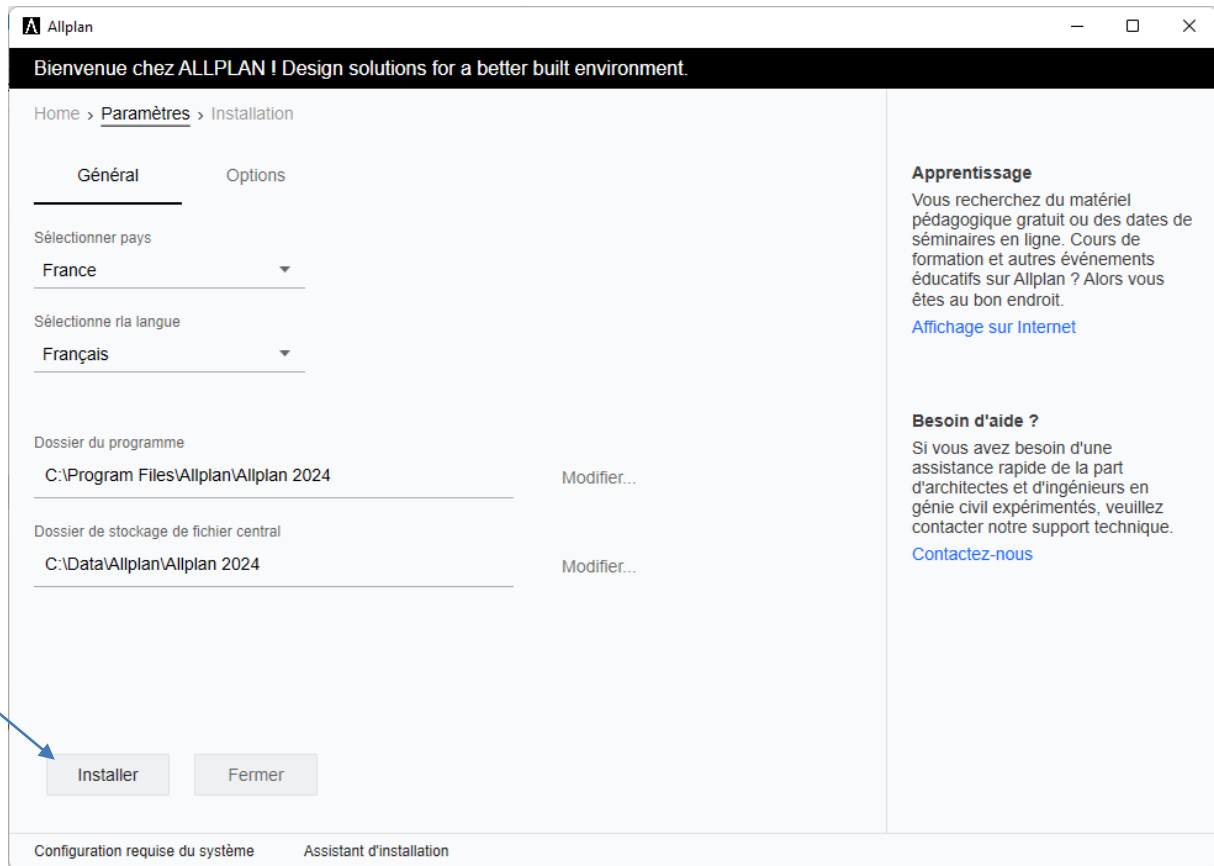 Allplan
Bienvenue chez ALLPLAN ! Design solutions for a better built environment.
Home › Paramètres › Installation
Général Options
Sélectionner pays
France
Sélectionne rla langue
Français
Dossier du programme
C:\Program Files\Allplan\Allplan 2024 Modifier...
Dossier de stockage de fichier central
C:\Data\Allplan\Allplan 2024 Modifier...
Installer Fermer
Configuration requise du système Assistant d'installation
Apprentissage
Vous recherchez du matériel
pédagogique gratuit ou des dates de
séminaires en ligne. Cours de
formation et autres événements
éducatifs sur Allplan ? Alors vous
êtes au bon endroit.
Affichage sur Internet
Besoin d'aide ?
Si vous avez besoin d'une
assistance rapide de la part
d'architectes et d'ingénieurs en
génie civil expérimentés, veuillez
contacter notre support technique.
Contactez-nous